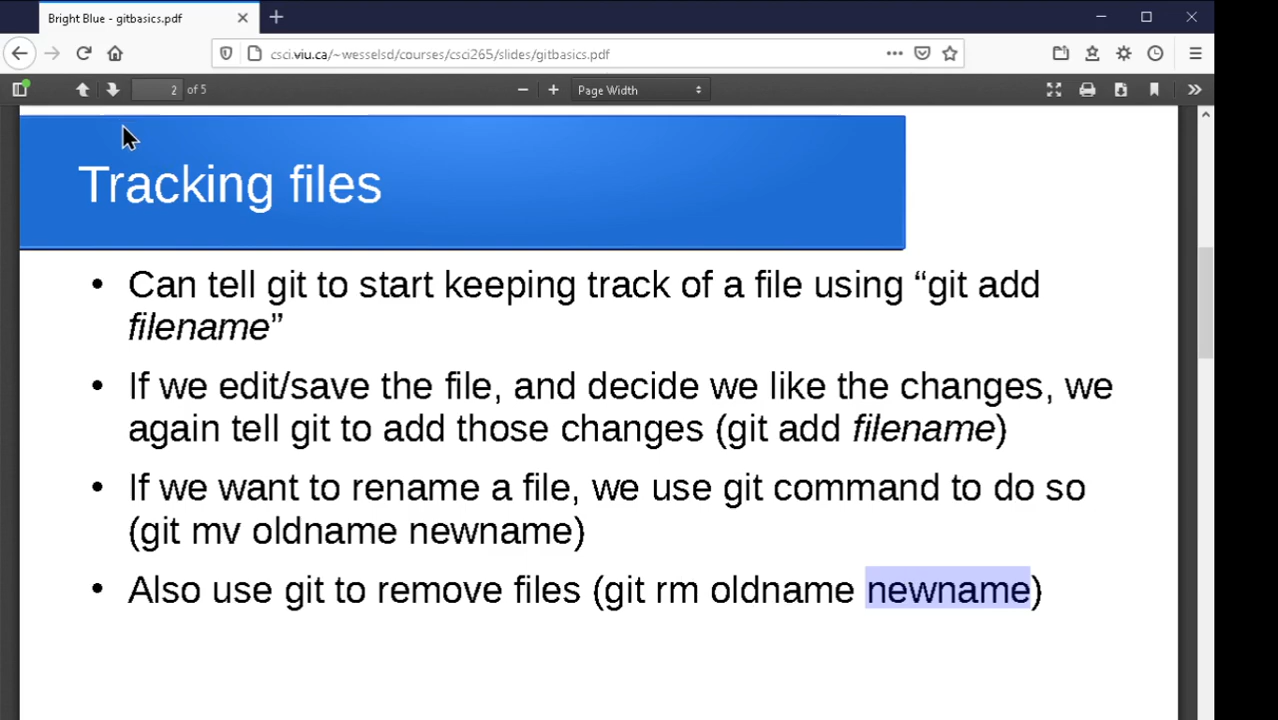 Bright Blue - gitbasics.pdf
csci.viu.ca/~wesselsd/courses/csci265/slides/gitbasics.pdf
2 of 5
Page Width
Tracking files
• Can tell git to start keeping track of a file using “git add
filename”
• If we edit/save the file, and decide we like the changes, we
again tell git to add those changes (git add filename)
• If we want to rename a file, we use git command to do so
(git mv oldname newname)
• Also use git to remove files (git rm oldname newname)